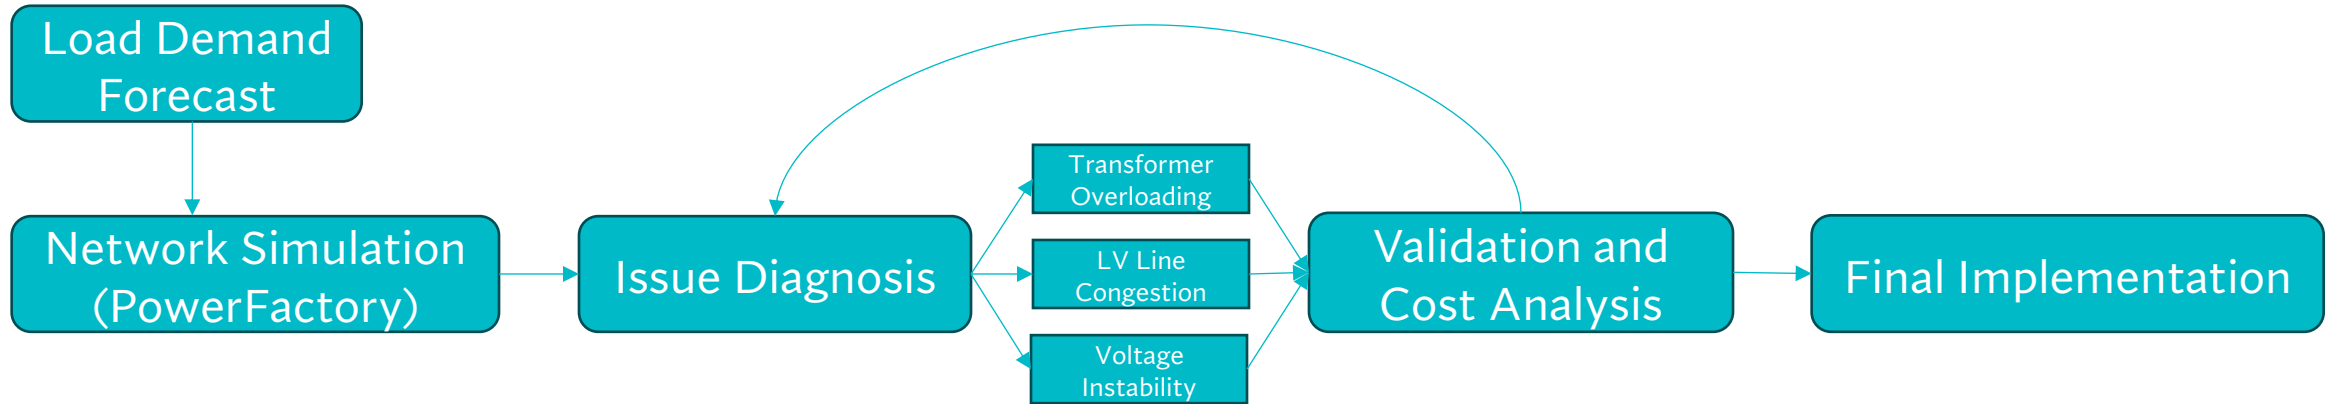 Load Demand
Forecast
Network Simulation
(PowerFactory)
Issue Diagnosis
Transformer
Overloading
LV Line
Congestion
Voltage
Instability
Validation and
Cost Analysis
Final Implementation